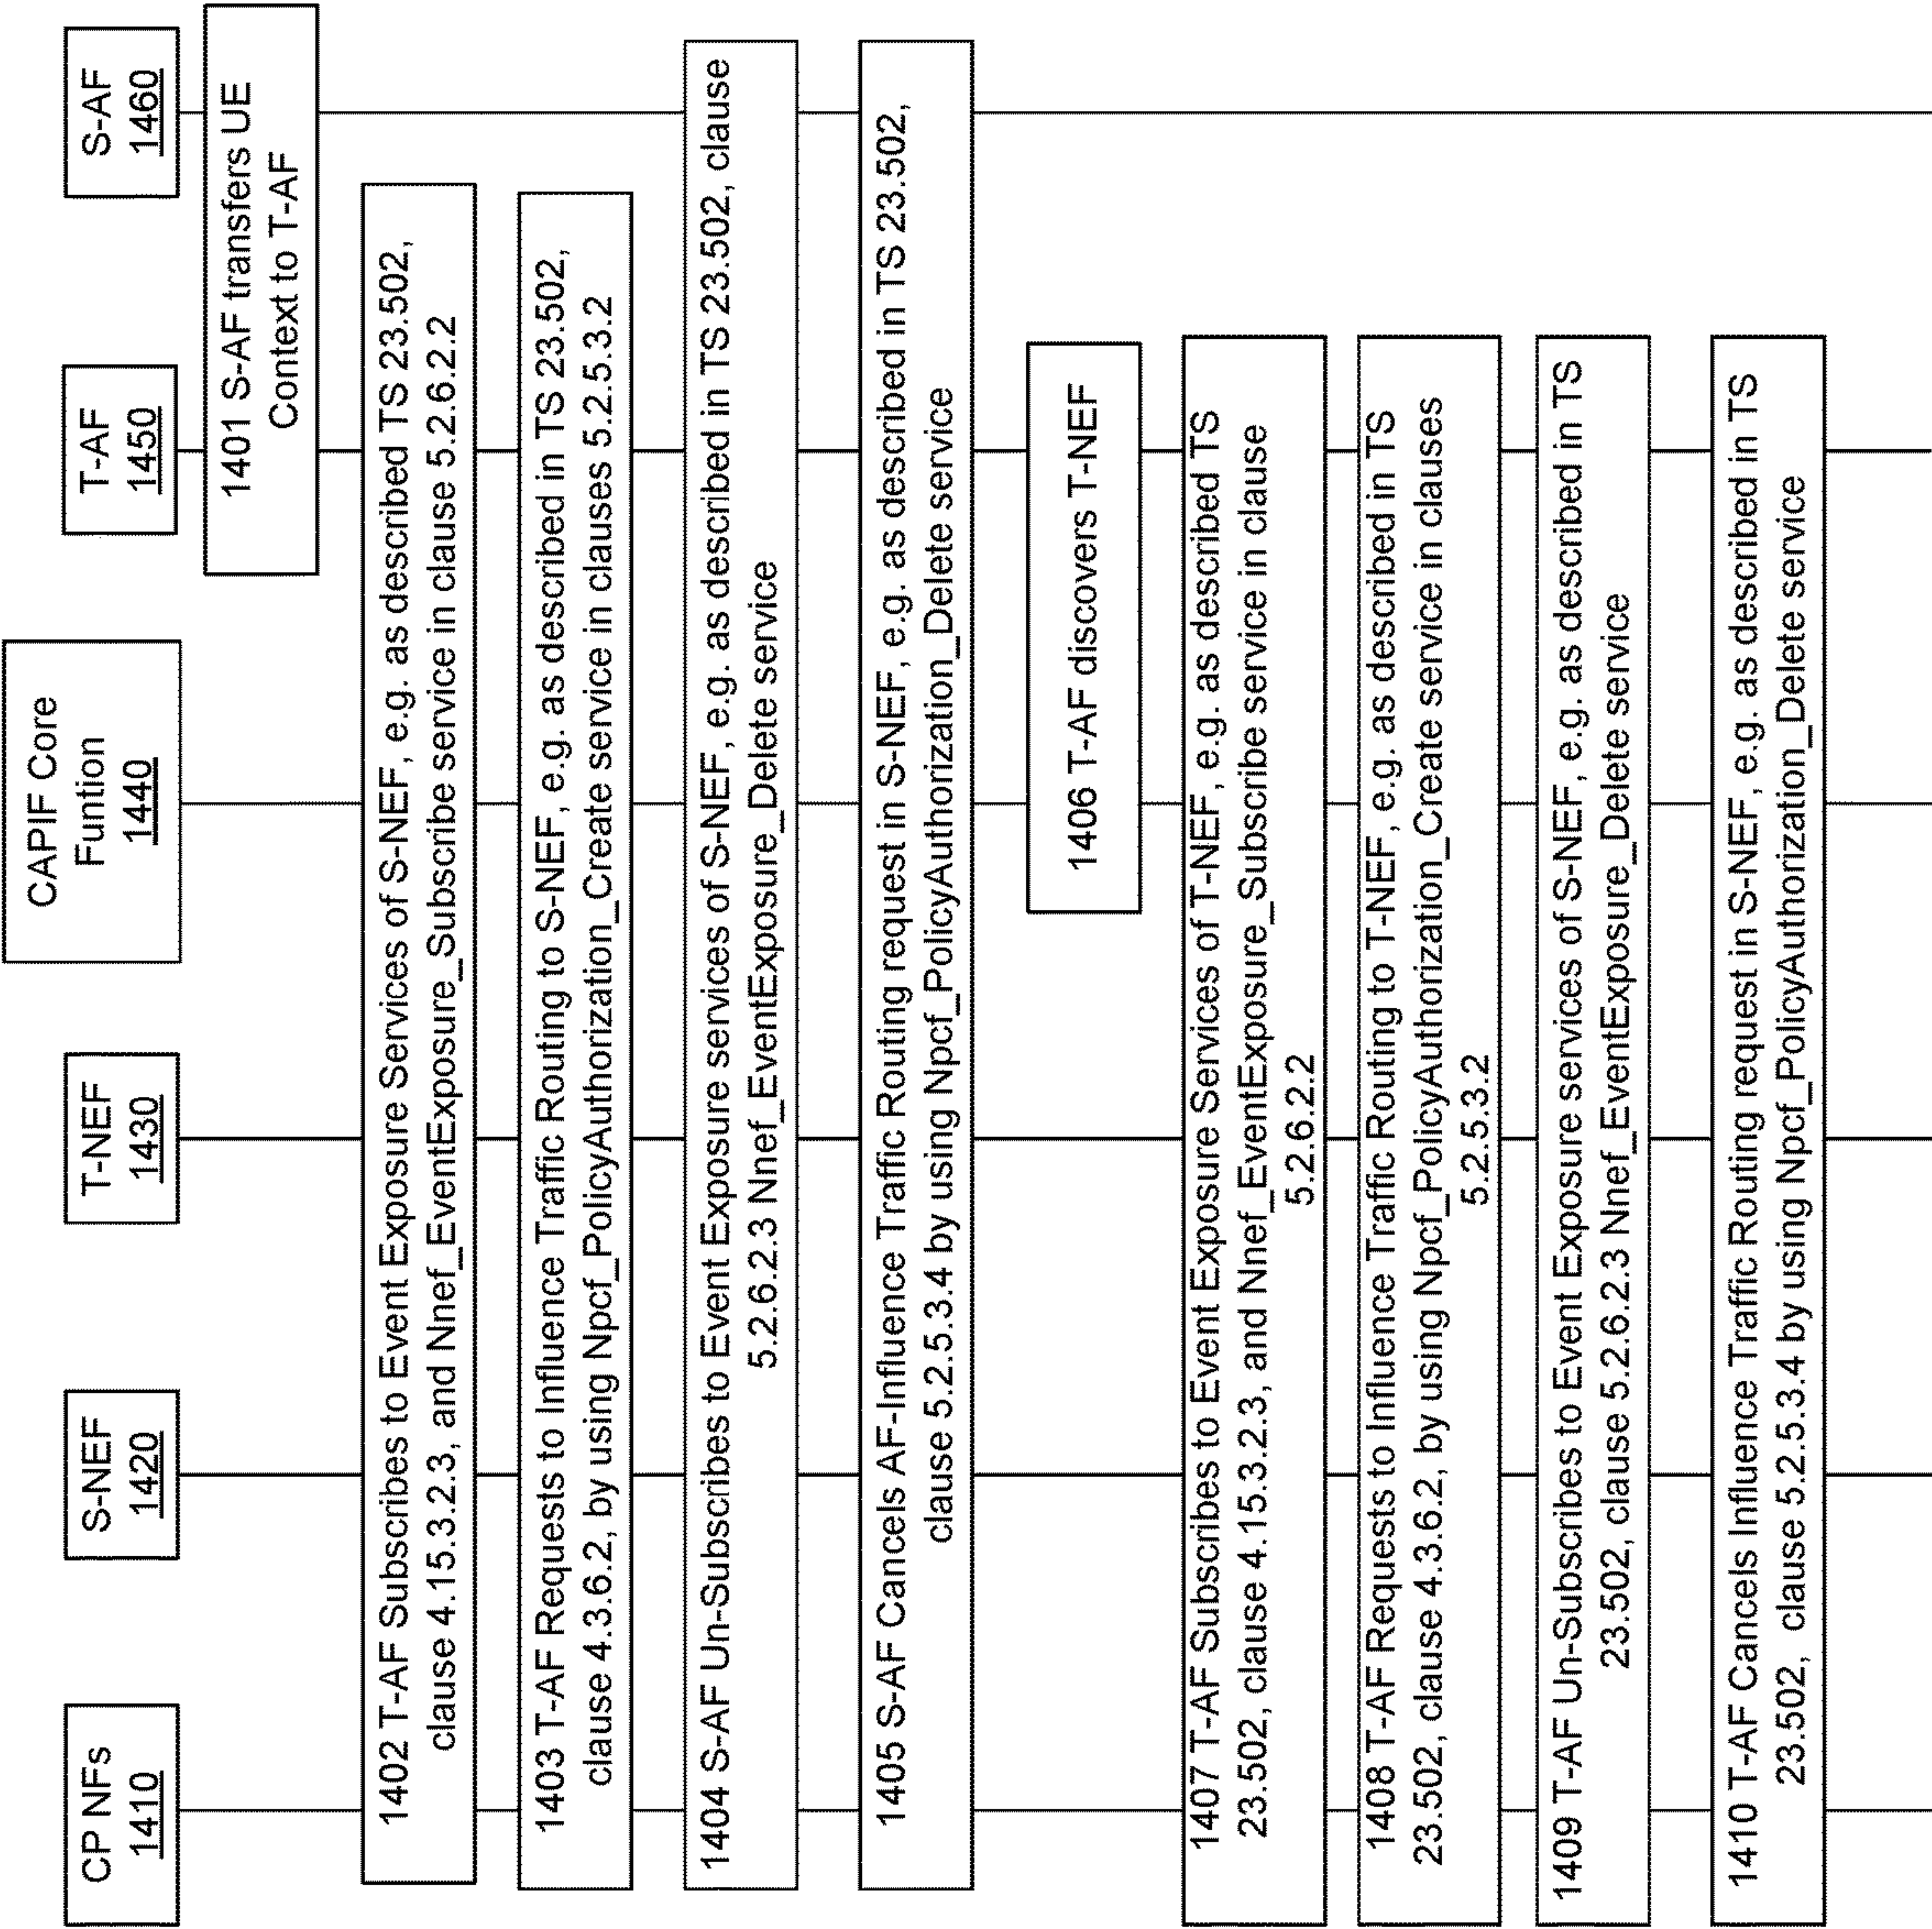 CP NFs
1410
S-NEF
1420
T-NEF
1430
CAPIF Core
Funtion
1440
T-AF
1450
S-AF
1460
1401 S-AF transfers UE
Context to T-AF
1402 T-AF Subscribes to Event Exposure Services of S-NEF, e.g. as described TS 23.502,
clause 4.15.3.2.3, and Nnef_EventExposure_Subscribe service in clause 5.2.6.2.2
1403 T-AF Requests to Influence Traffic Routing to S-NEF, e.g. as described in TS 23.502,
clause 4.3.6.2, by using Npcf_PolicyAuthorization_Create service in clauses 5.2.5.3.2
1404 S-AF Un-Subscribes to Event Exposure services of S-NEF, e.g. as described in TS 23.502, clause
5.2.6.2.3 Nnef_EventExposure_Delete service
1405 S-AF Cancels AF-Influence Traffic Routing request in S-NEF, e.g. as described in TS 23.502,
clause 5.2.5.3.4 by using Npcf_PolicyAuthorization_Delete service
1406 T-AF discovers T-NEF
1407 T-AF Subscribes to Event Exposure Services of T-NEF, e.g. as described TS
23.502, clause 4.15.3.2.3, and Nnef_EventExposure_Subscribe service in clause
5.2.6.2.2
1408 T-AF Requests to Influence Traffic Routing to T-NEF, e.g. as described in TS
23.502, clause 4.3.6.2, by using Npcf_PolicyAuthorization_Create service in clauses
5.2.5.3.2
1409 T-AF Un-Subscribes to Event Exposure services of S-NEF, e.g. as described in TS
23.502, clause 5.2.6.2.3 Nnef_EventExposure_Delete service
1410 T-AF Cancels Influence Traffic Routing request in S-NEF, e.g. as described in TS
23.502, clause 5.2.5.3.4 by using Npcf_PolicyAuthorization_Delete service